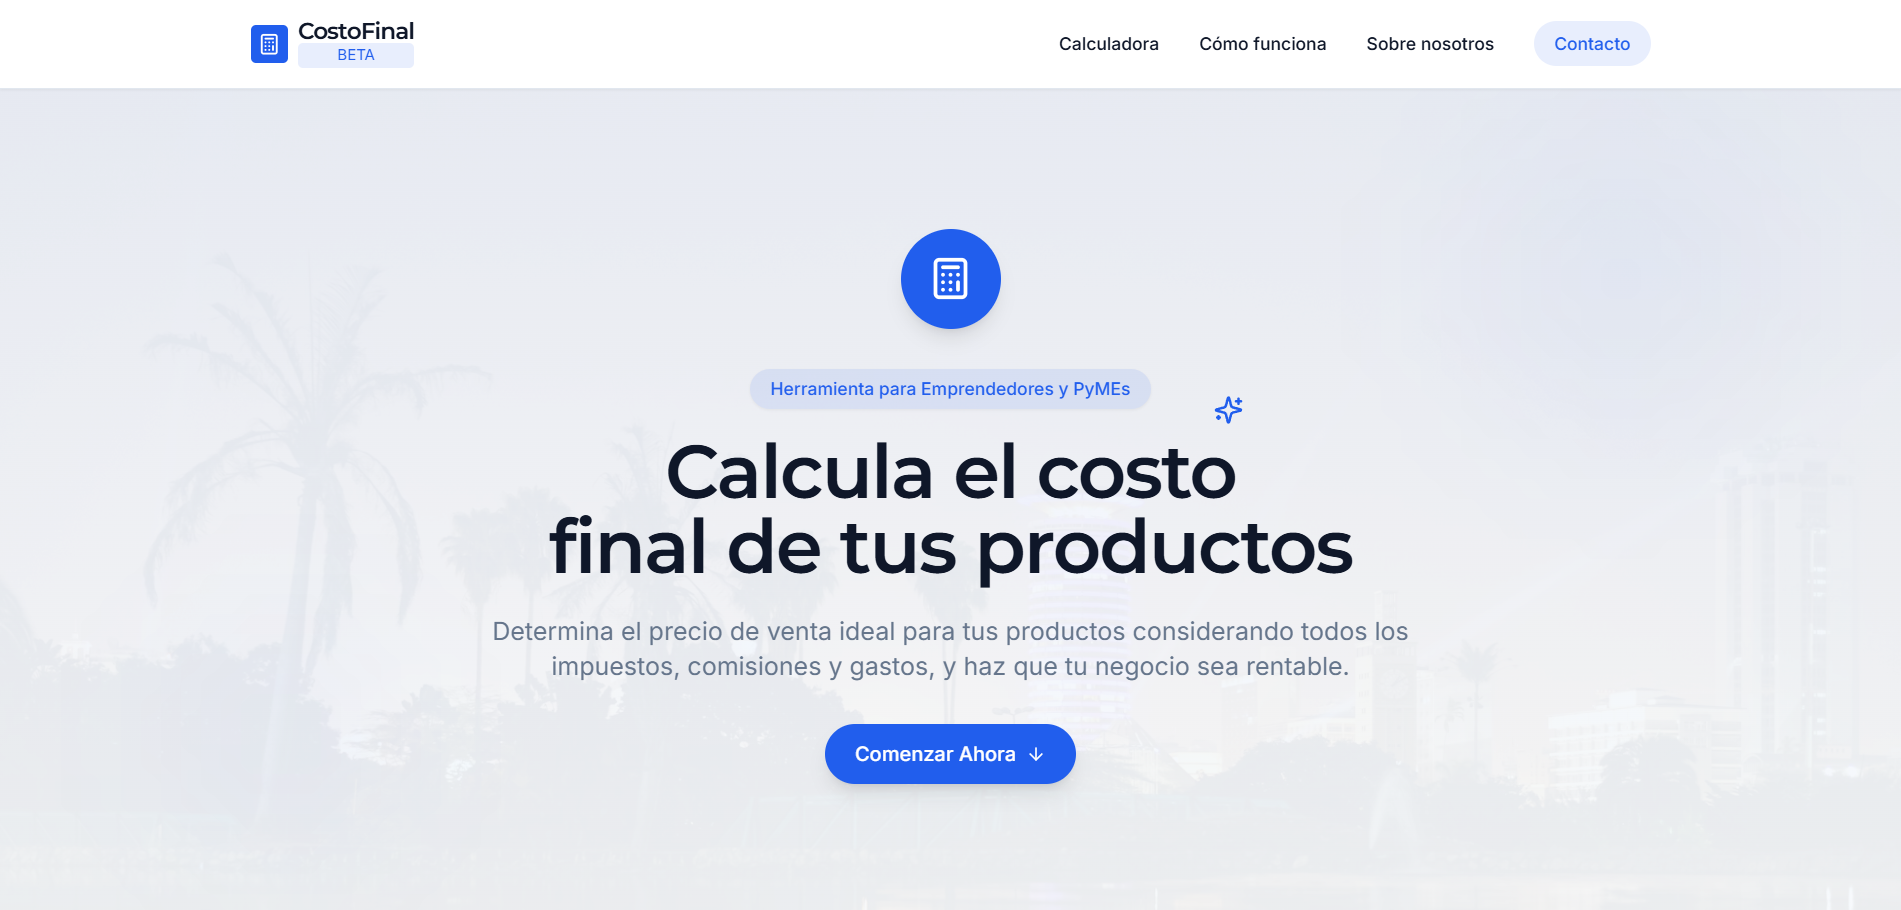 CostoFinal
BETA
Calculadora
Cómo funciona
Sobre nosotros
Contacto
Herramienta para Emprendedores y PyMEs
Calcula el costo
final de tus productos
Determina el precio de venta ideal para tus productos considerando todos los
impuestos, comisiones y gastos, y haz que tu negocio sea rentable.
Comenzar Ahora